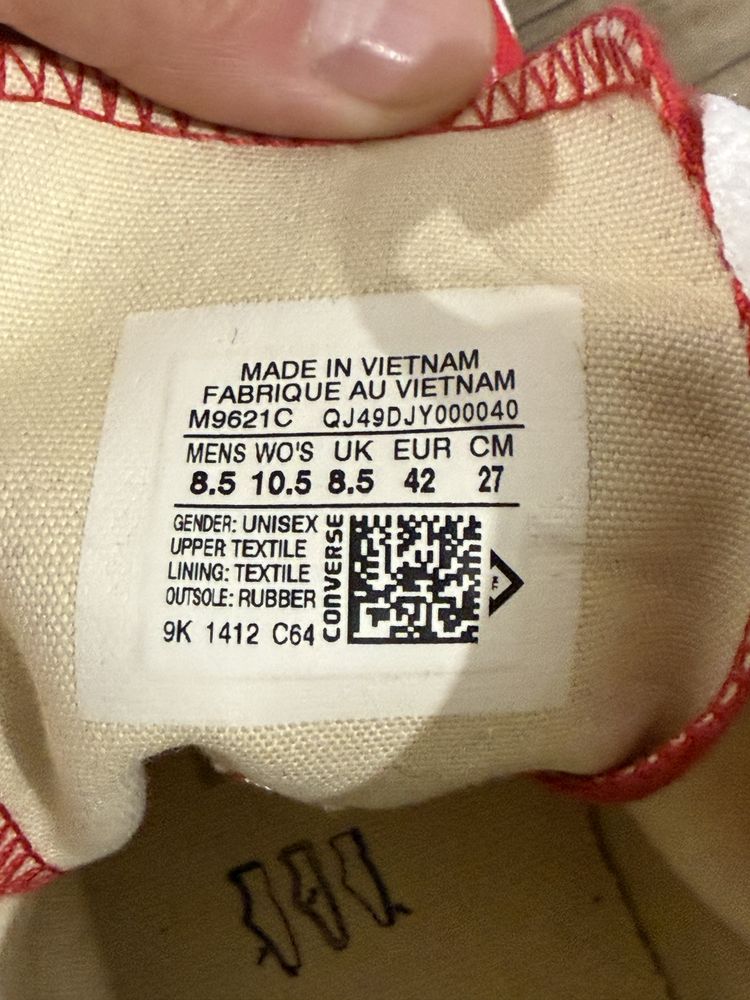 MADE IN VIETNAM
FABRIQUE AU VIETNAM
M9621C QJ49DJY000040
MENS WO'S UK EUR CM
8.5 10.5 8.5 42 27
GENDER: UNISEX
UPPER TEXTILE
LINING: TEXTILE
OUTSOLE: RUBBER
9K 1412 C64
CONVERSE
TM